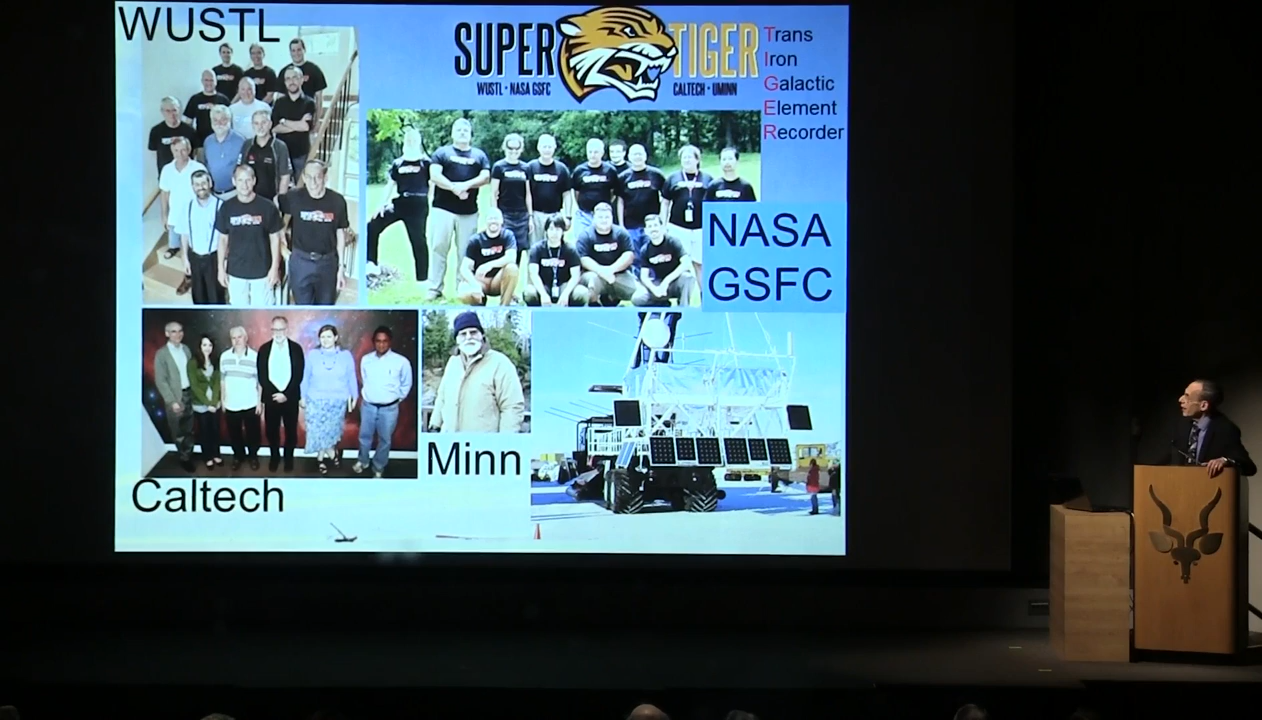 WUSTL
SUPER TIGER
WUSTL • NASA GSFC CALTECH • UMINN
Trans
Iron
Galactic
Element
Recorder
NASA
GSFC
Minn
Caltech